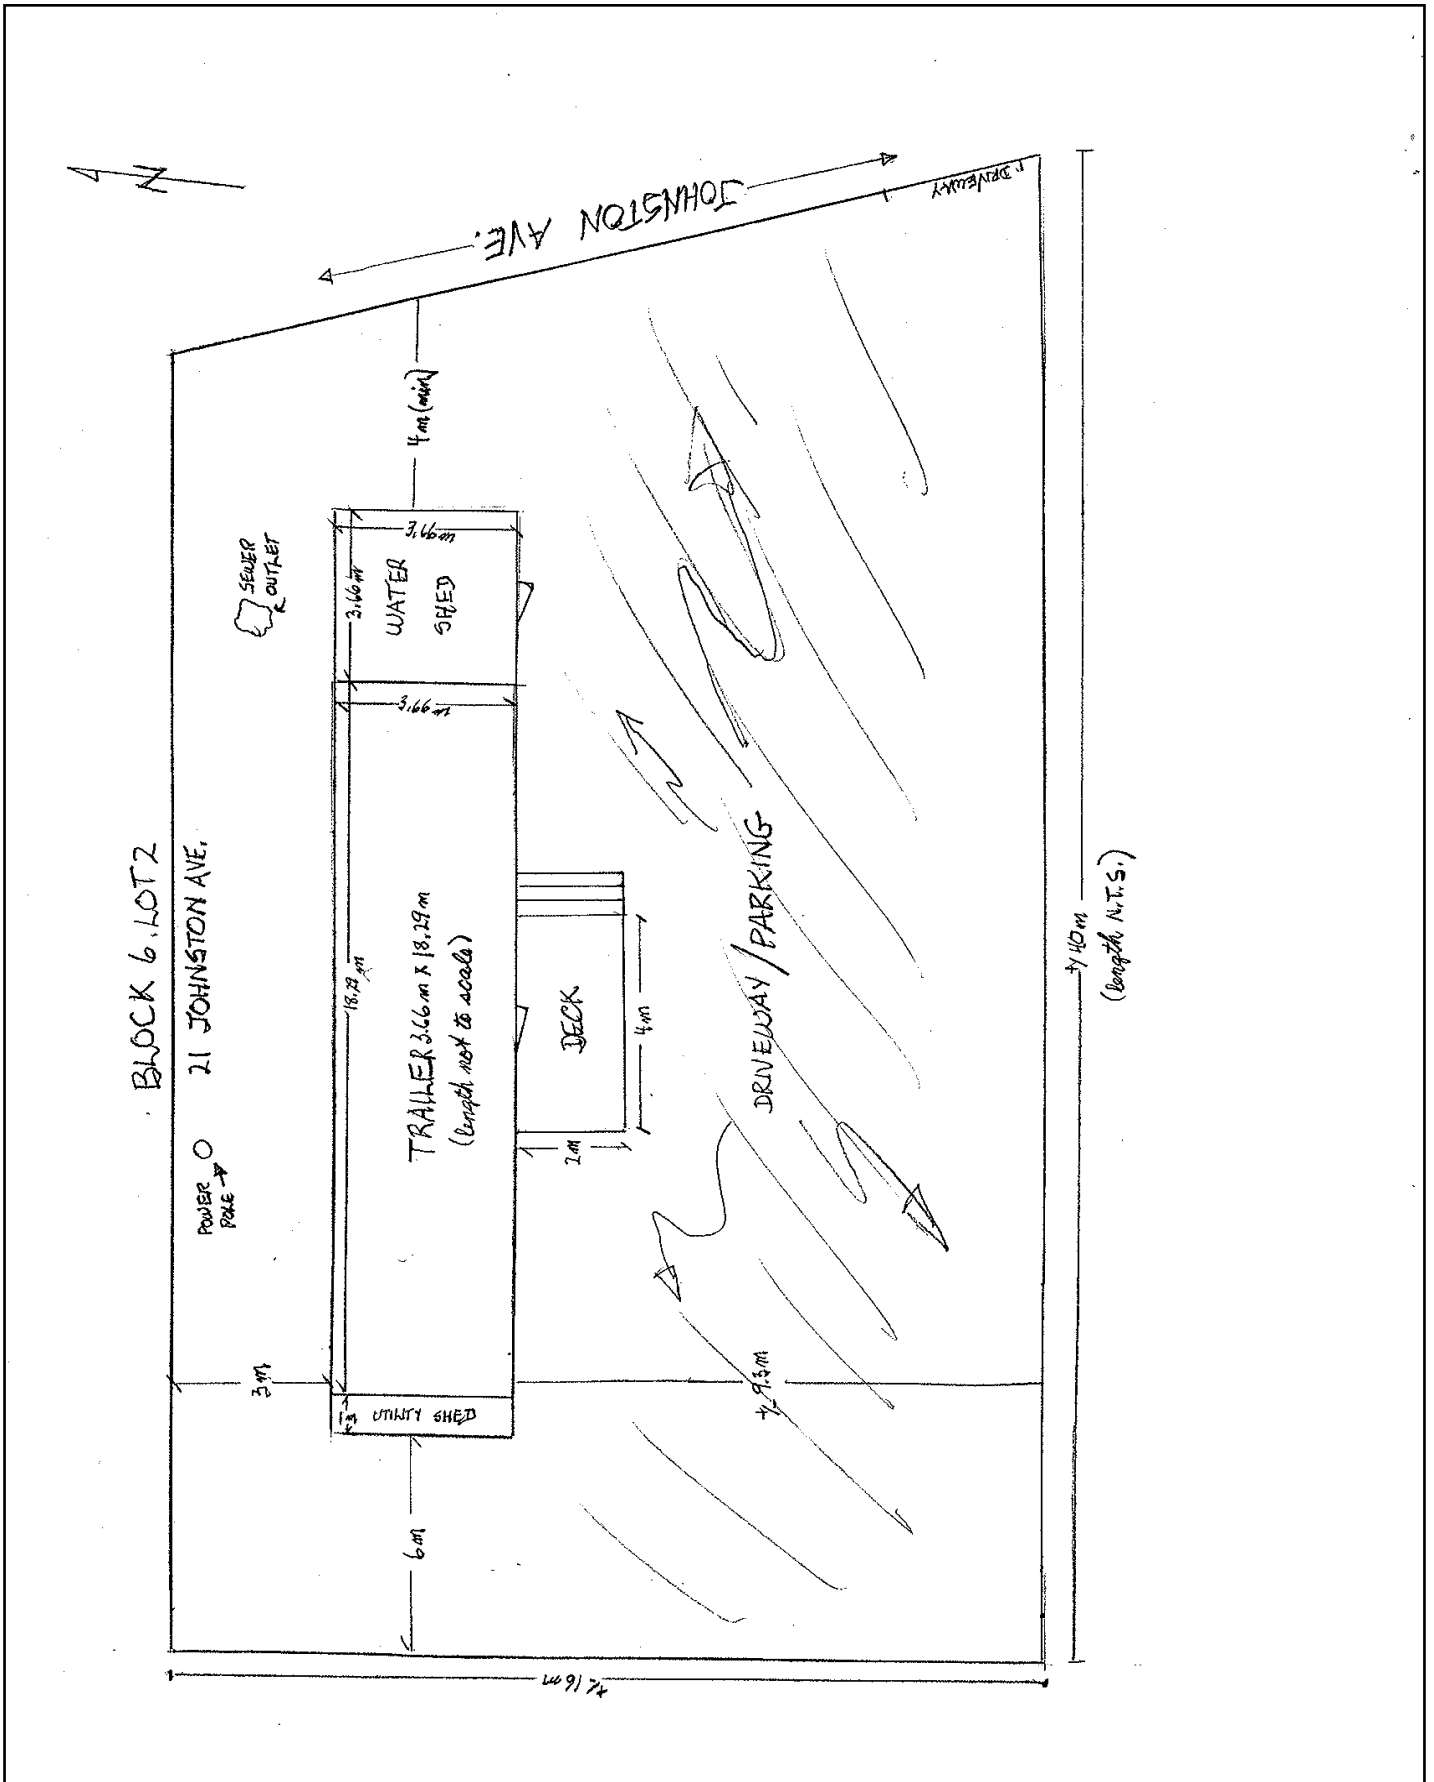 N
JOHNSTON AVE.
DRIVEWAY
BLOCK 6, LOT 2
21 JOHNSTON AVE.
POWER
POLE
SEWER
OUTLET
4m (min)
3.66m
3.66m
WATER
SHED
3.66m
18.29m
TRAILER 3.66m x 18.29m
(length not to scale)
DECK
4m
2m
DRIVEWAY / PARKING
+/- 40m
(length N.T.S.)
3m
1m
UTILITY SHED
+/- 9.3m
6m
+/- 16m